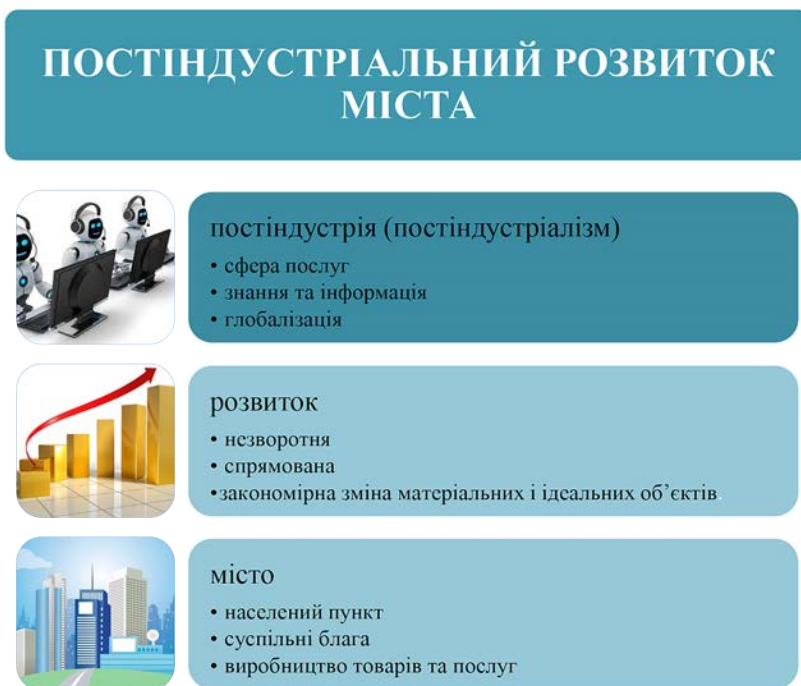 ПОСТІНДУСТРІАЛЬНИЙ РОЗВИТОК
МІСТА
постіндустрія (постіндустріалізм)
• сфера послуг
• знання та інформація
• глобалізація
розвиток
• незворотня
• спрямована
•закономірна зміна матеріальних і ідеальних об’єктів.
місто
• населений пункт
• суспільні блага
• виробництво товарів та послуг